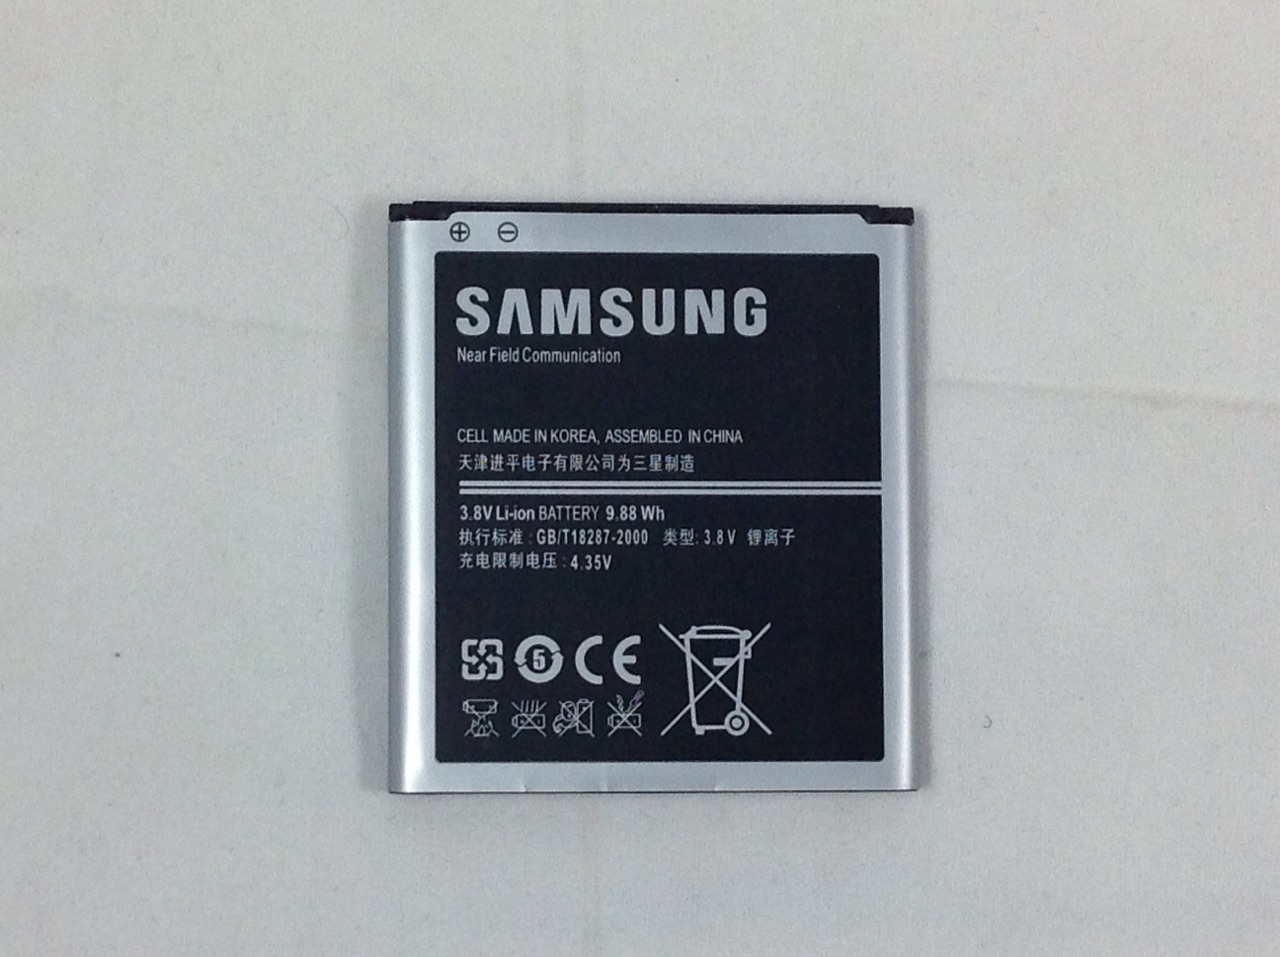 SAMSUNG
Near Field Communication
CELL MADE IN KOREA, ASSEMBLED IN CHINA
天津进平电子有限公司为三星制造
3.8V Li-ion BATTERY 9.88 Wh
执行标准：GB/T18287-2000 类型: 3.8 V 锂离子
充电限制电压：4.35V
5 CE